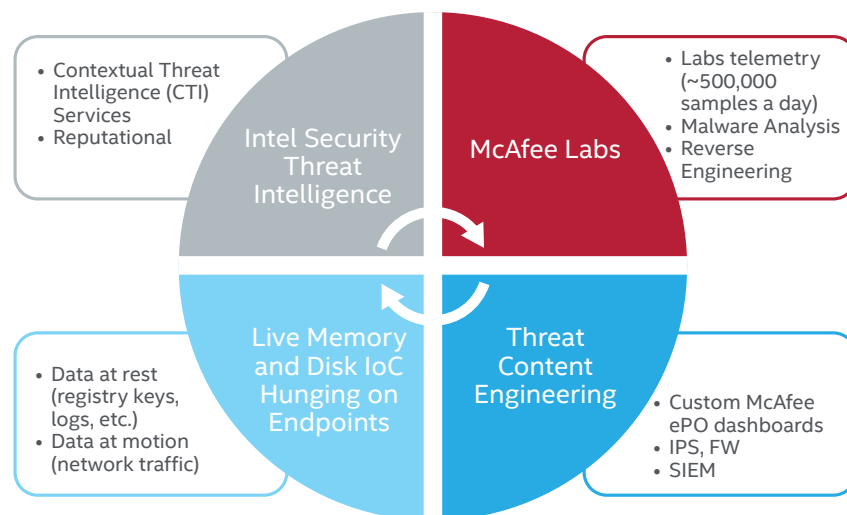 • Contextual Threat
Intelligence (CTI)
Services
• Reputational
Intel Security
Threat
Intelligence
McAfee Labs
• Labs telemetry
(~500,000
samples a day)
• Malware Analysis
• Reverse
Engineering
• Data at rest
(registry keys,
logs, etc.)
• Data at motion
(network traffic)
Live Memory
and Disk IoC
Hunging on
Endpoints
Threat
Content
Engineering
• Custom McAfee
ePO dashboards
• IPS, FW
• SIEM